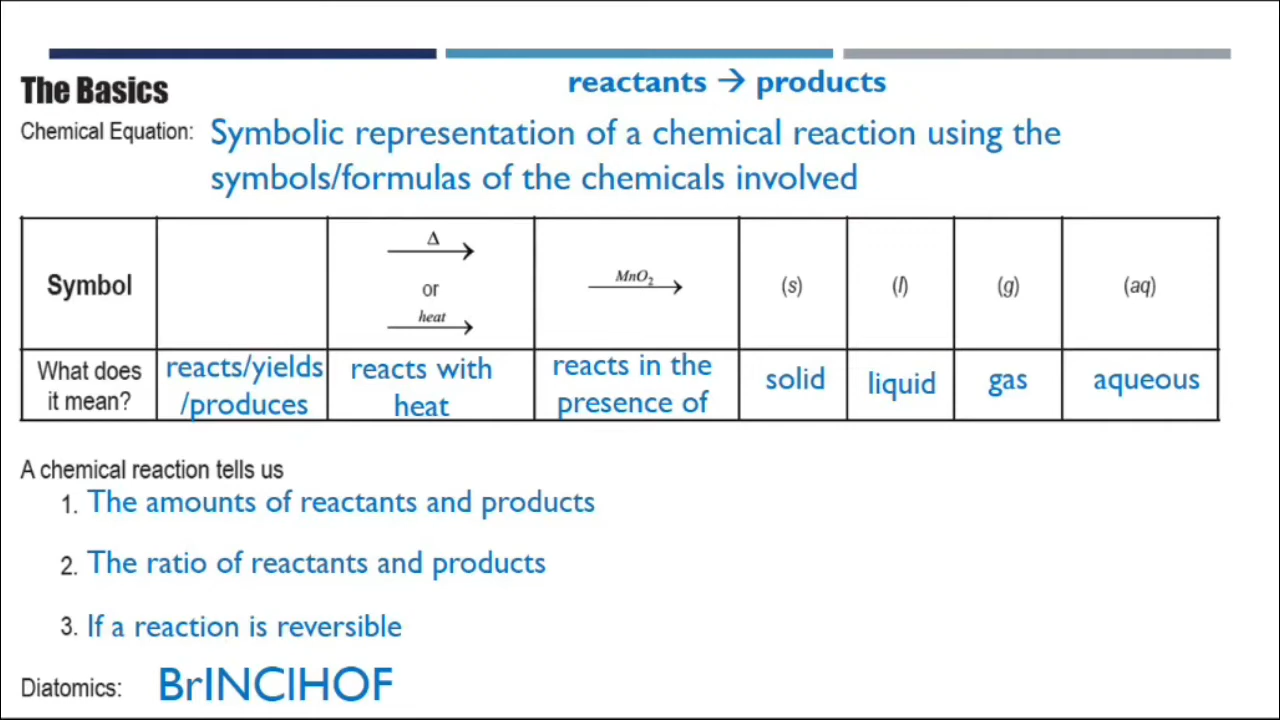 reactants → products
The Basics
Chemical Equation: Symbolic representation of a chemical reaction using the
symbols/formulas of the chemicals involved
Symbol
Δ
or
heat
MnO₂
(s)
(l)
(g)
(aq)
What does
it mean?
reacts/yields
/produces
reacts with
heat
reacts in the
presence of
solid
liquid
gas
aqueous
A chemical reaction tells us
1. The amounts of reactants and products
2. The ratio of reactants and products
3. If a reaction is reversible
Diatomics: BrINClHOF